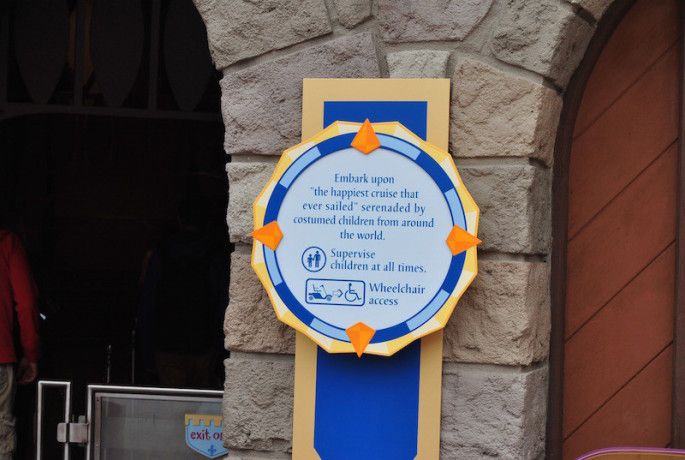 Embark upon
"the happiest cruise that
ever sailed" serenaded by
costumed children from around
the world.
Supervise
children at all times.
Wheelchair
access
exit